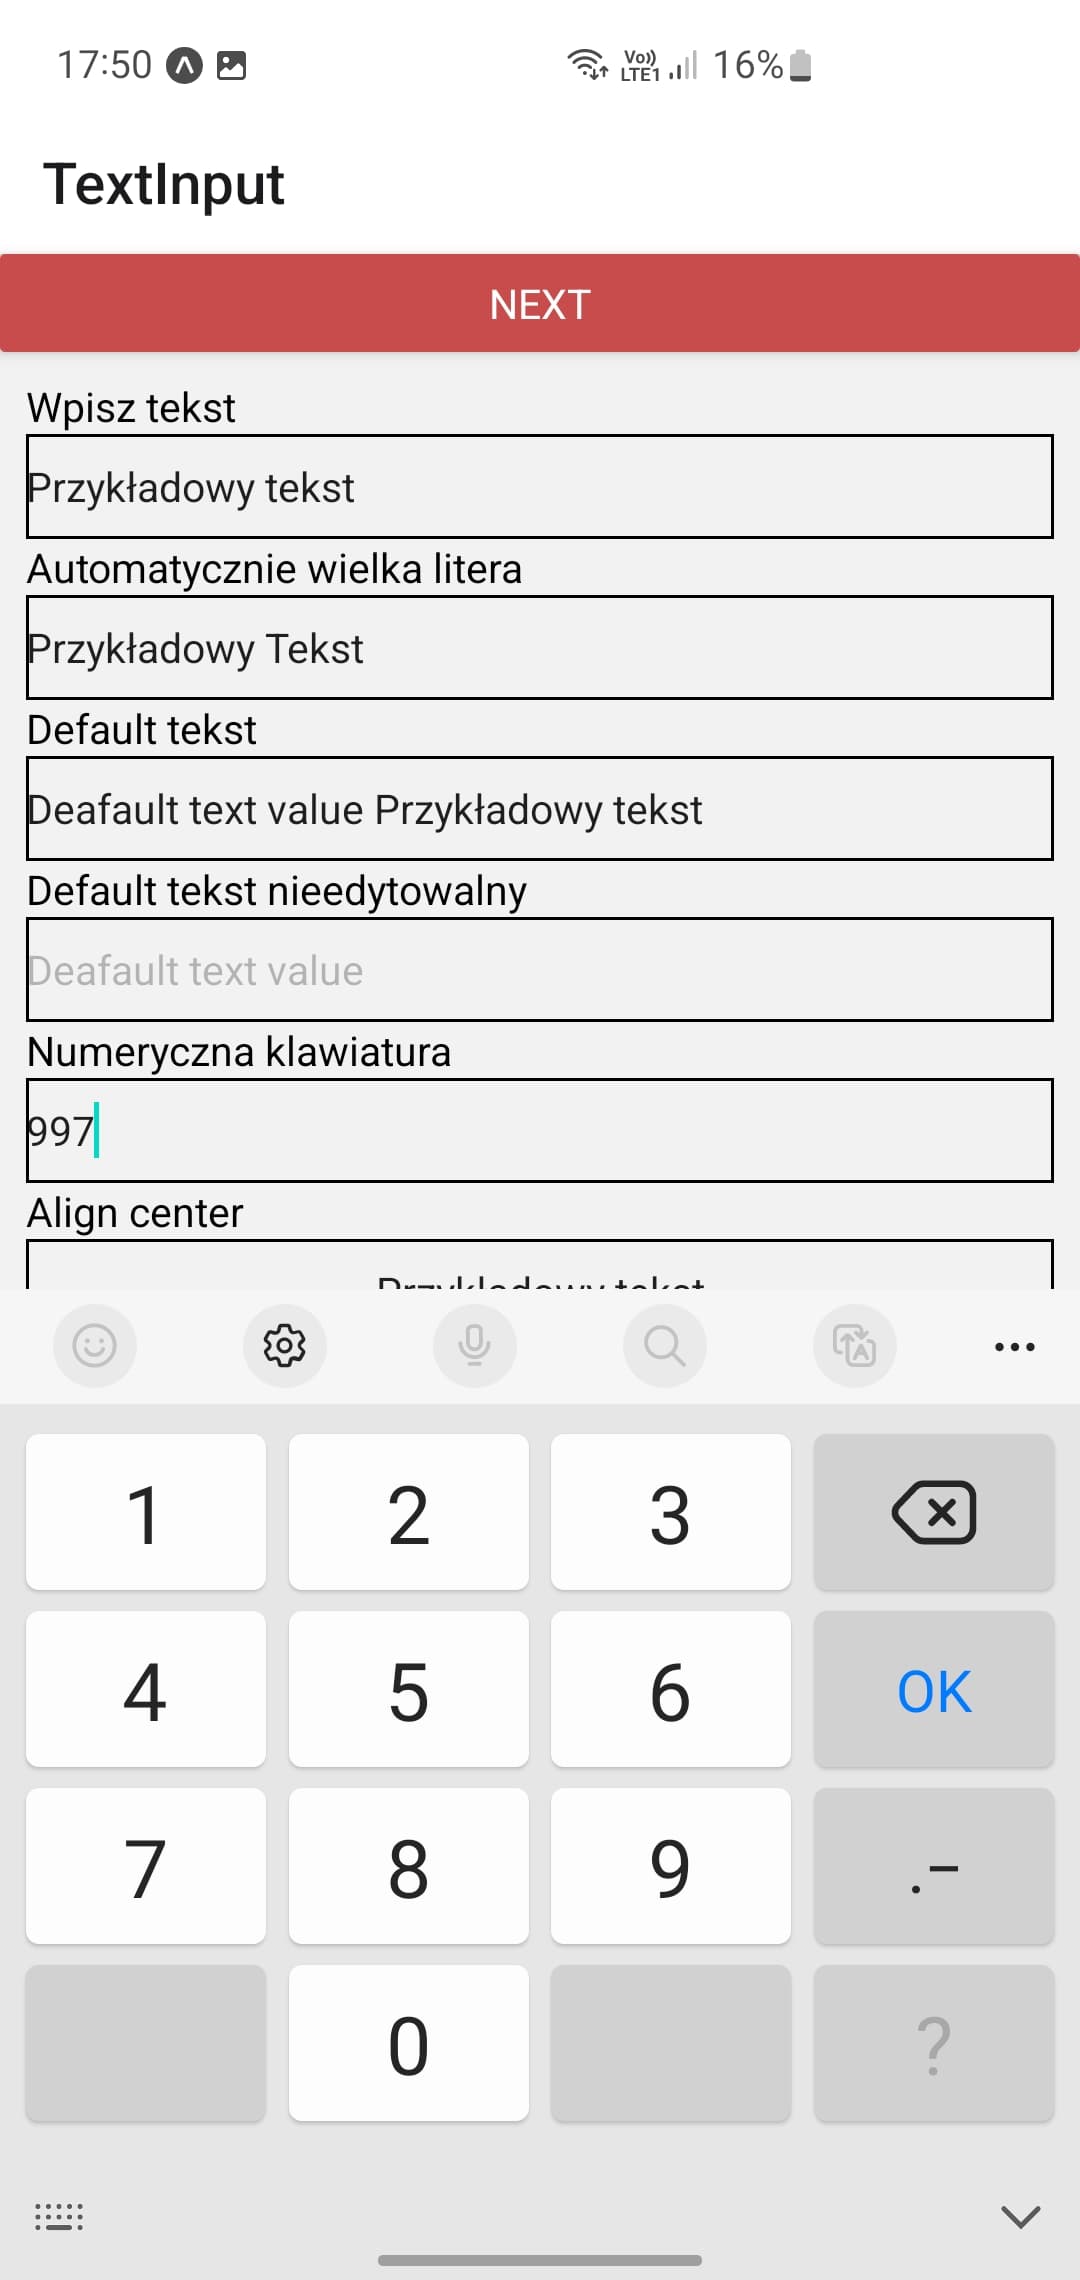 17:50 Vo)) LTE1 16%
TextInput
NEXT
Wpisz tekst
Przykładowy tekst
Automatycznie wielka litera
Przykładowy Tekst
Default tekst
Deafault text value Przykładowy tekst
Default tekst nieedytowalny
Deafault text value
Numeryczna klawiatura
997
Align center
1 2 3
4 5 6 OK
7 8 9 .-
0 ?